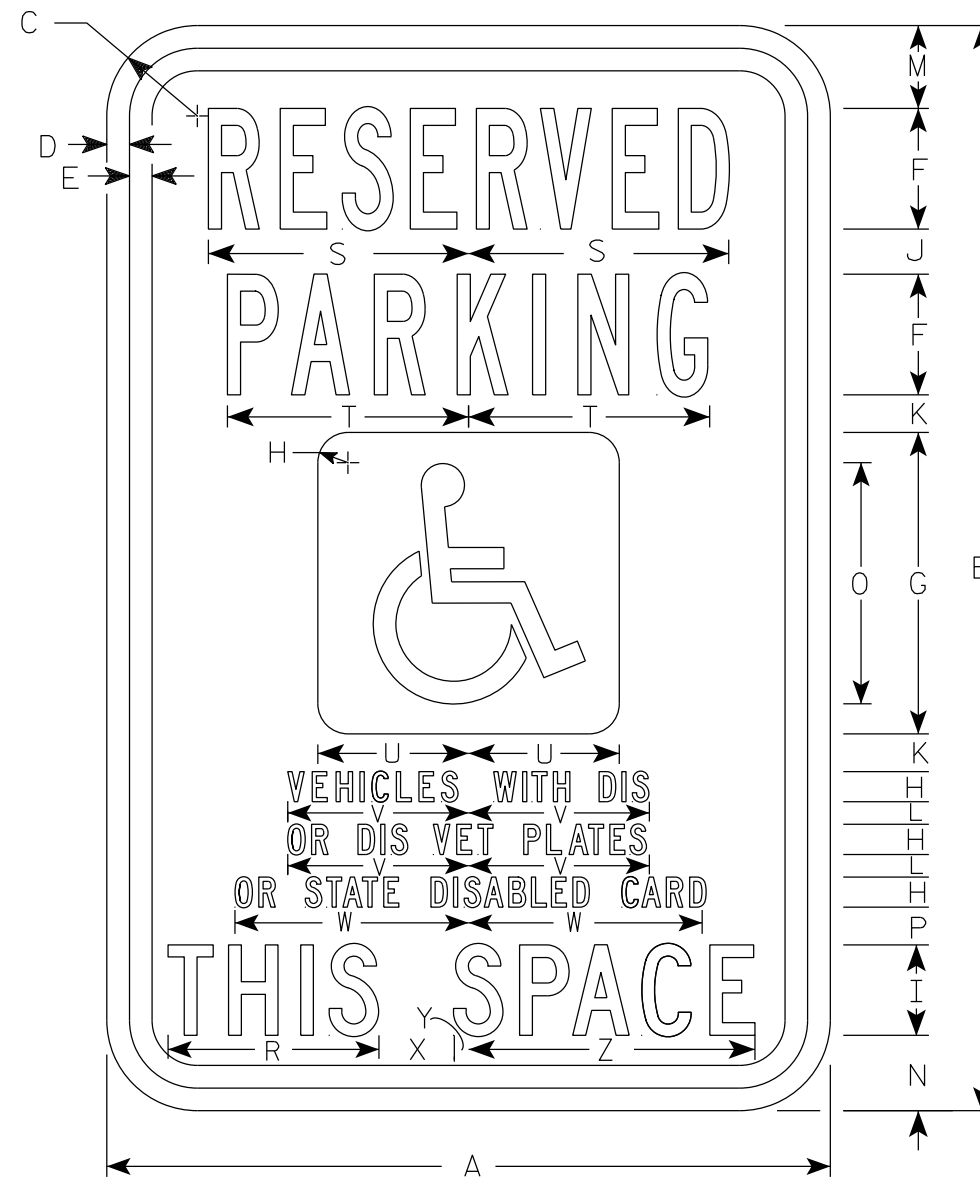 C
M
RESERVED
D
F
E
S S
J
PARKING
F
T T
K
H
O
G
B
U U
K
VEHICLES WITH DIS
H
V V
L
OR DIS VET PLATES
H
V V
L
OR STATE DISABLED CARD
H
W W
P
THIS SPACE
I
Y
R X Z
N
A